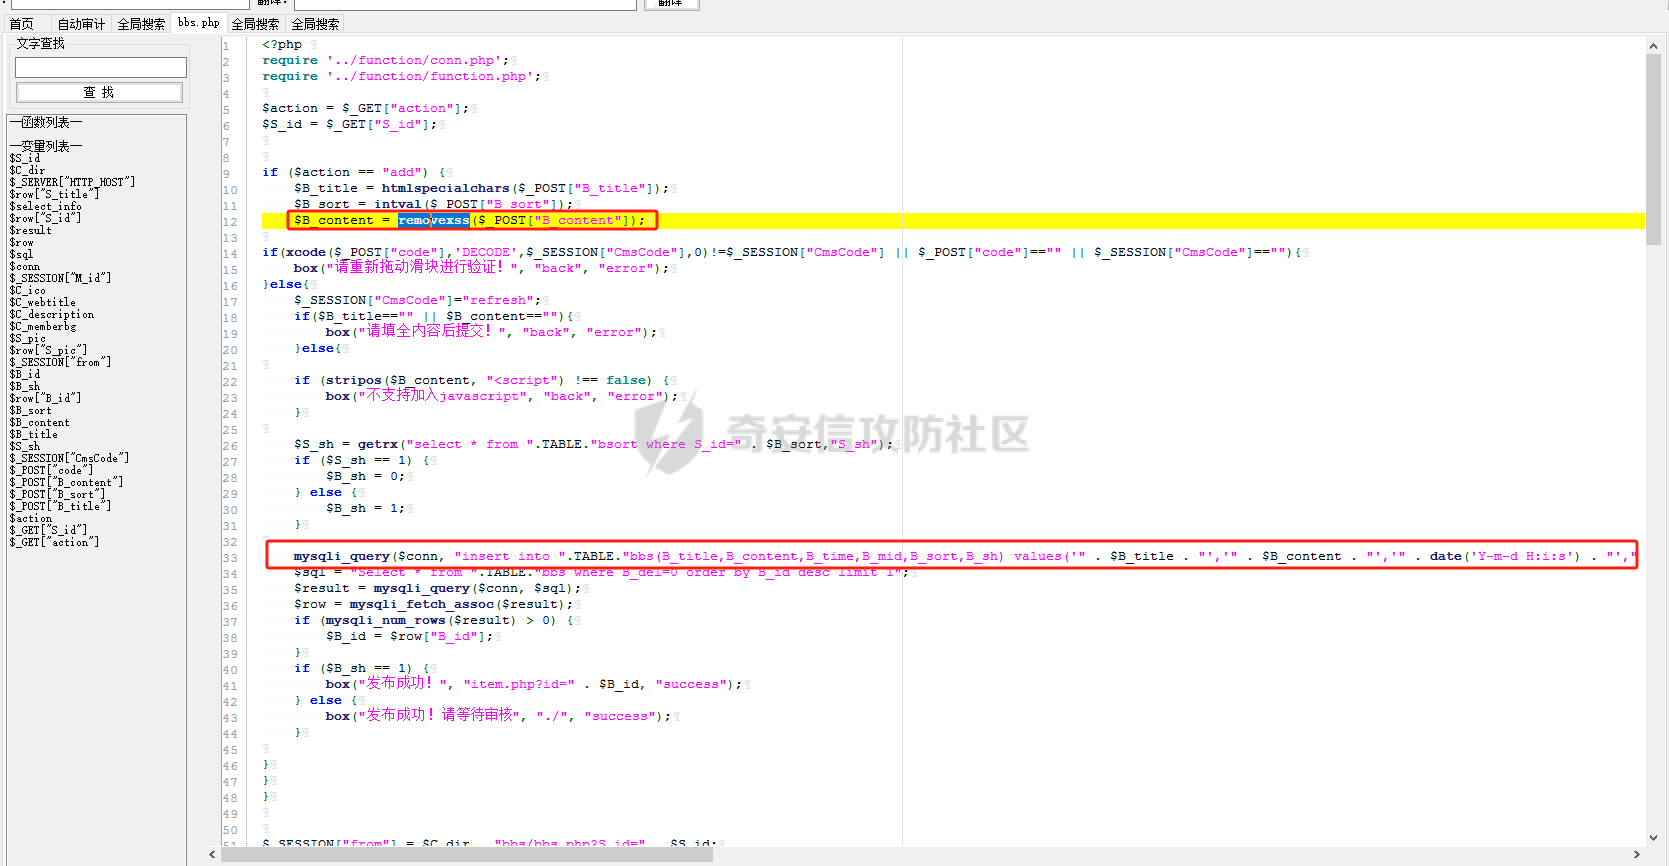 翻译:
翻译
首页 自动审计 全局搜索 bbs.php 全局搜索 全局搜索
文字查找
查 找
—函数列表—
—变量列表—
$S_id
$C_dir
$_SERVER["HTTP_HOST"]
$row["S_title"]
$select_info
$row["S_id"]
$result
$row
$sql
$conn
$_SESSION["M_id"]
$C_ico
$C_webtitle
$C_description
$C_memberbg
$S_pic
$row["S_pic"]
$_SESSION["from"]
$B_id
$B_sh
$row["B_id"]
$B_sort
$B_content
$B_title
$S_sh
$_SESSION["CmsCode"]
$_POST["code"]
$_POST["B_content"]
$_POST["B_sort"]
$_POST["B_title"]
$action
$_GET["S_id"]
$_GET["action"]
1 <?php
2 require '../function/conn.php';
3 require '../function/function.php';
4
5 $action = $_GET["action"];
6 $S_id = $_GET["S_id"];
7
8
9 if ($action == "add") {
10 $B_title = htmlspecialchars($_POST["B_title"]);
11 $B_sort = intval($_POST["B_sort"]);
12 $B_content = removexss($_POST["B_content"]);
13
14 if(xcode($_POST["code"],'DECODE',$_SESSION["CmsCode"],0)!=$_SESSION["CmsCode"] || $_POST["code"]=="" || $_SESSION["CmsCode"]==""){
15 box("请重新拖动滑块进行验证！", "back", "error");
16 }else{
17 $_SESSION["CmsCode"]="refresh";
18 if($B_title=="" || $B_content==""){
19 box("请填全内容后提交！", "back", "error");
20 }else{
21
22 if (stripos($B_content, "<script") !== false) {
23 box("不支持加入javascript", "back", "error");
24 }
25
26 $S_sh = getrx("select * from ".TABLE."bsort where S_id=" . $B_sort,"S_sh");
27 if ($S_sh == 1) {
28 $B_sh = 0;
29 } else {
30 $B_sh = 1;
31 }
32
33 mysqli_query($conn, "insert into ".TABLE."bbs(B_title,B_content,B_time,B_mid,B_sort,B_sh) values('" . $B_title . "','" . $B_content . "','" . date('Y-m-d H:i:s') . "',"
34 $sql = "Select * from ".TABLE."bbs where B_del=0 order by B_id desc limit 1";
35 $result = mysqli_query($conn, $sql);
36 $row = mysqli_fetch_assoc($result);
37 if (mysqli_num_rows($result) > 0) {
38 $B_id = $row["B_id"];
39 }
40 if ($B_sh == 1) {
41 box("发布成功！", "item.php?id=" . $B_id, "success");
42 } else {
43 box("发布成功！请等待审核", "./", "success");
44 }
45
46 }
47 }
48 }
49
50
51 $_SESSION["from"] = $C_dir . "bbs/bbs.php?S_id=" . $S_id;
奇安信攻防社区